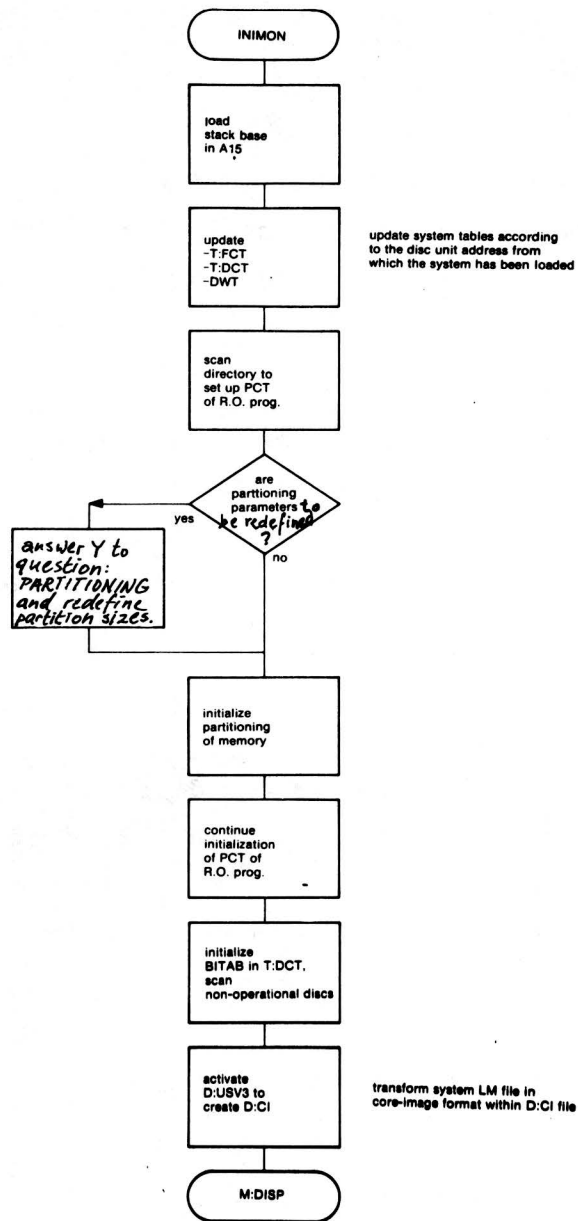 INIMON
load
stack base
in A15
update
-T:FCT
-T:DCT
-DWT
update system tables according
to the disc unit address from
which the system has been loaded
scan
directory to
set up PCT
of R.O. prog.
are
parttioning
parameters to
be redefined
?
yes
no
answer Y to
question:
PARTITIONING
and redefine
partition sizes.
initialize
partitioning
of memory
continue
initialization
of PCT of
R.O. prog.
initialize
BITAB in T:DCT,
scan
non-operational discs
activate
D:USV3 to
create D:CI
transform system LM file in
core-image format within D:CI file
M:DISP